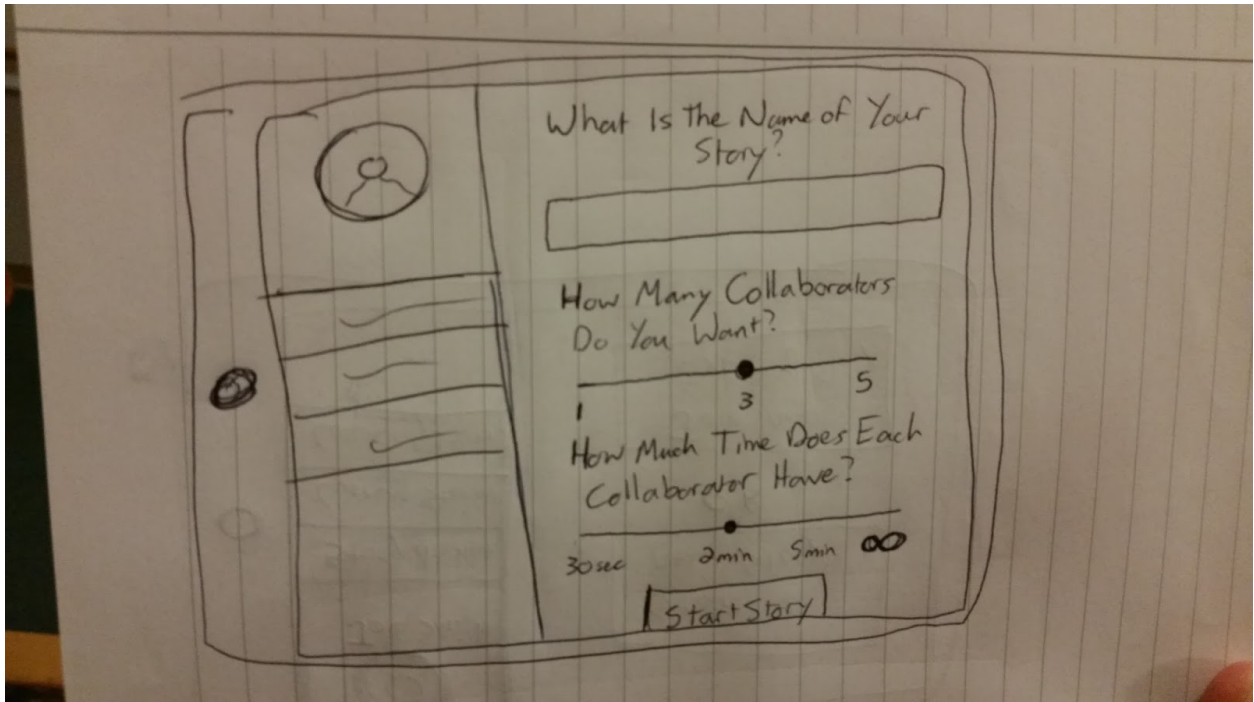 What Is the Name of Your
Story?
How Many Collaborators
Do You Want?
1 3 5
How Much Time Does Each
Collaborator Have?
30sec 2min 5min ∞
Start Story